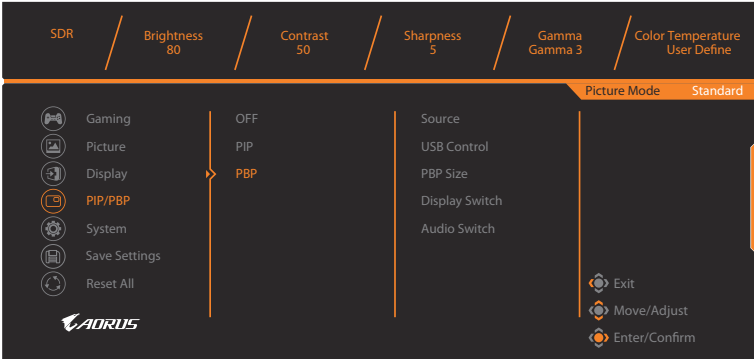 SDR Brightness Contrast Sharpness Gamma Color Temperature
80 50 5 Gamma 3 User Define
Picture Mode Standard
Gaming OFF Source
Picture PIP USB Control
Display PBP PBP Size
PIP/PBP Display Switch
System Audio Switch
Save Settings
Reset All Exit
AORUS Move/Adjust
Enter/Confirm